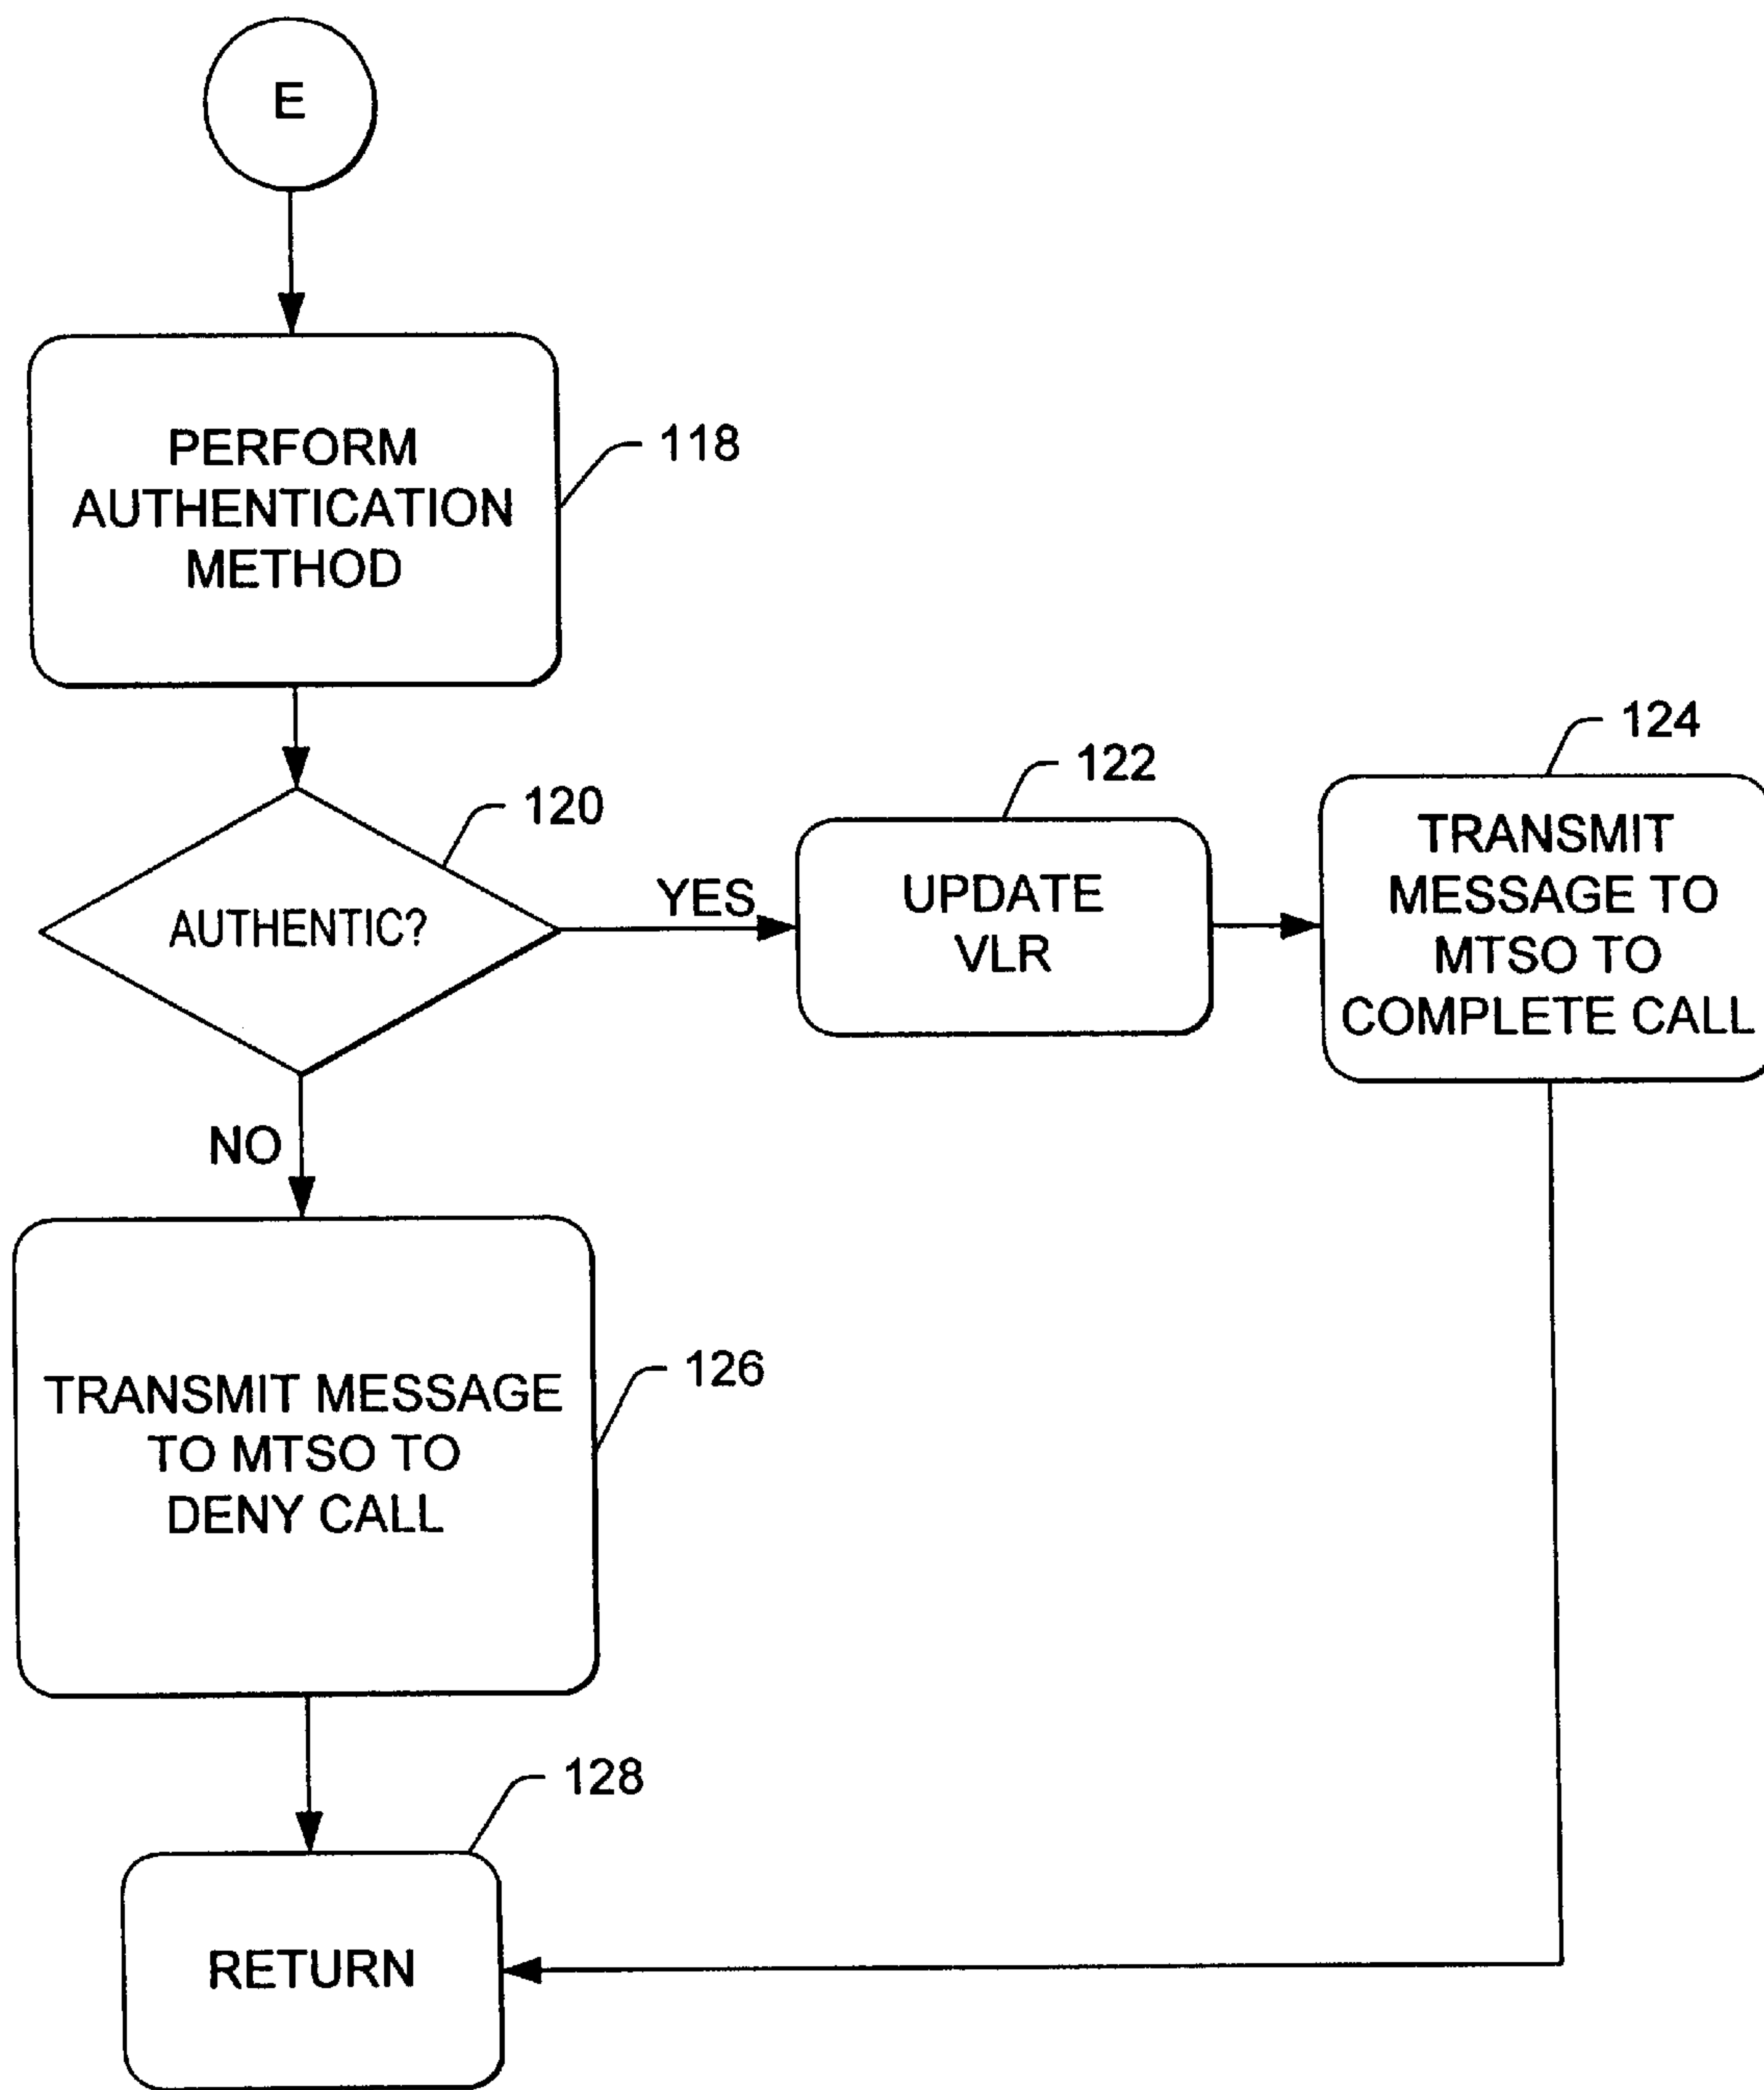 E
PERFORM
AUTHENTICATION
METHOD
118
120
AUTHENTIC?
YES
122
UPDATE
VLR
124
TRANSMIT
MESSAGE TO
MTSO TO
COMPLETE CALL
NO
TRANSMIT MESSAGE
TO MTSO TO
DENY CALL
126
128
RETURN